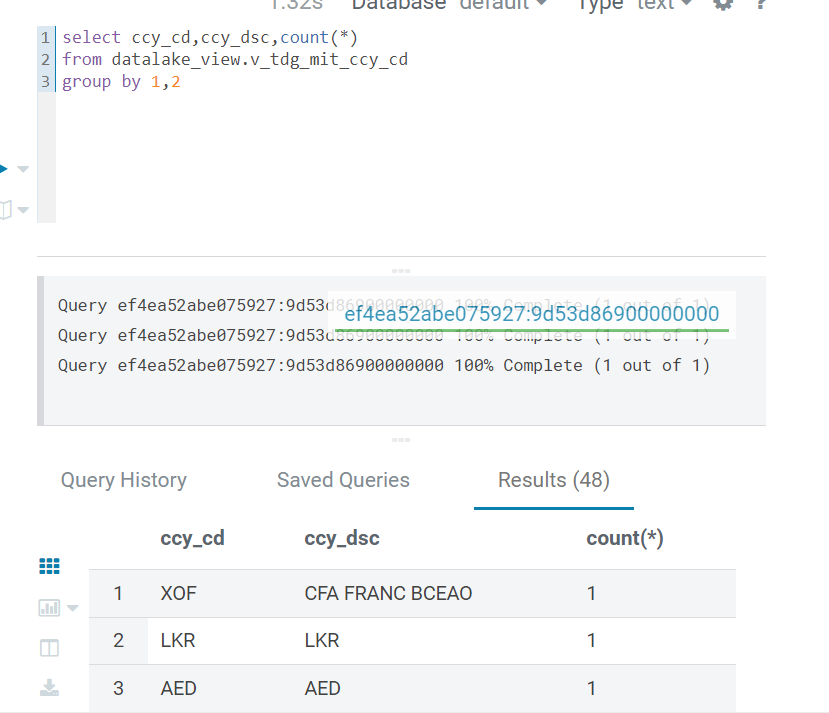 1.32s Database default Type text ?
1 select ccy_cd,ccy_dsc,count(*)
2 from datalake_view.v_tdg_mit_ccy_cd
3 group by 1,2
Query ef4ea52abe075927:9d53d86900000000 100% Complete (1 out of 1)
ef4ea52abe075927:9d53d86900000000
Query ef4ea52abe075927:9d53d86900000000 100% Complete (1 out of 1)
Query ef4ea52abe075927:9d53d86900000000 100% Complete (1 out of 1)
Query History Saved Queries Results (48)
ccy_cd ccy_dsc count(*)
1 XOF CFA FRANC BCEAO 1
2 LKR LKR 1
3 AED AED 1